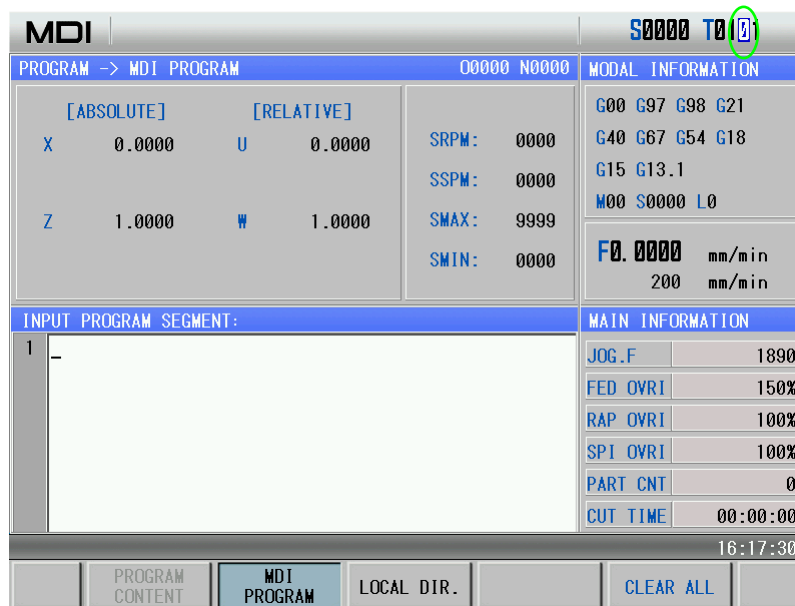 MDI S0000 T0101
PROGRAM -> MDI PROGRAM O0000 N0000
MODAL INFORMATION
[ABSOLUTE] [RELATIVE]
X 0.0000 U 0.0000
Z 1.0000 W 1.0000
SRPM: 0000
SSPM: 0000
SMAX: 9999
SMIN: 0000
G00 G97 G98 G21
G40 G67 G54 G18
G15 G13.1
M00 S0000 L0
F0.0000 mm/min
200 mm/min
INPUT PROGRAM SEGMENT:
1 _
MAIN INFORMATION
JOG.F 1890
FED OVRI 150%
RAP OVRI 100%
SPI OVRI 100%
PART CNT 0
CUT TIME 00:00:00
16:17:30
PROGRAM
CONTENT
MDI
PROGRAM
LOCAL DIR.
CLEAR ALL